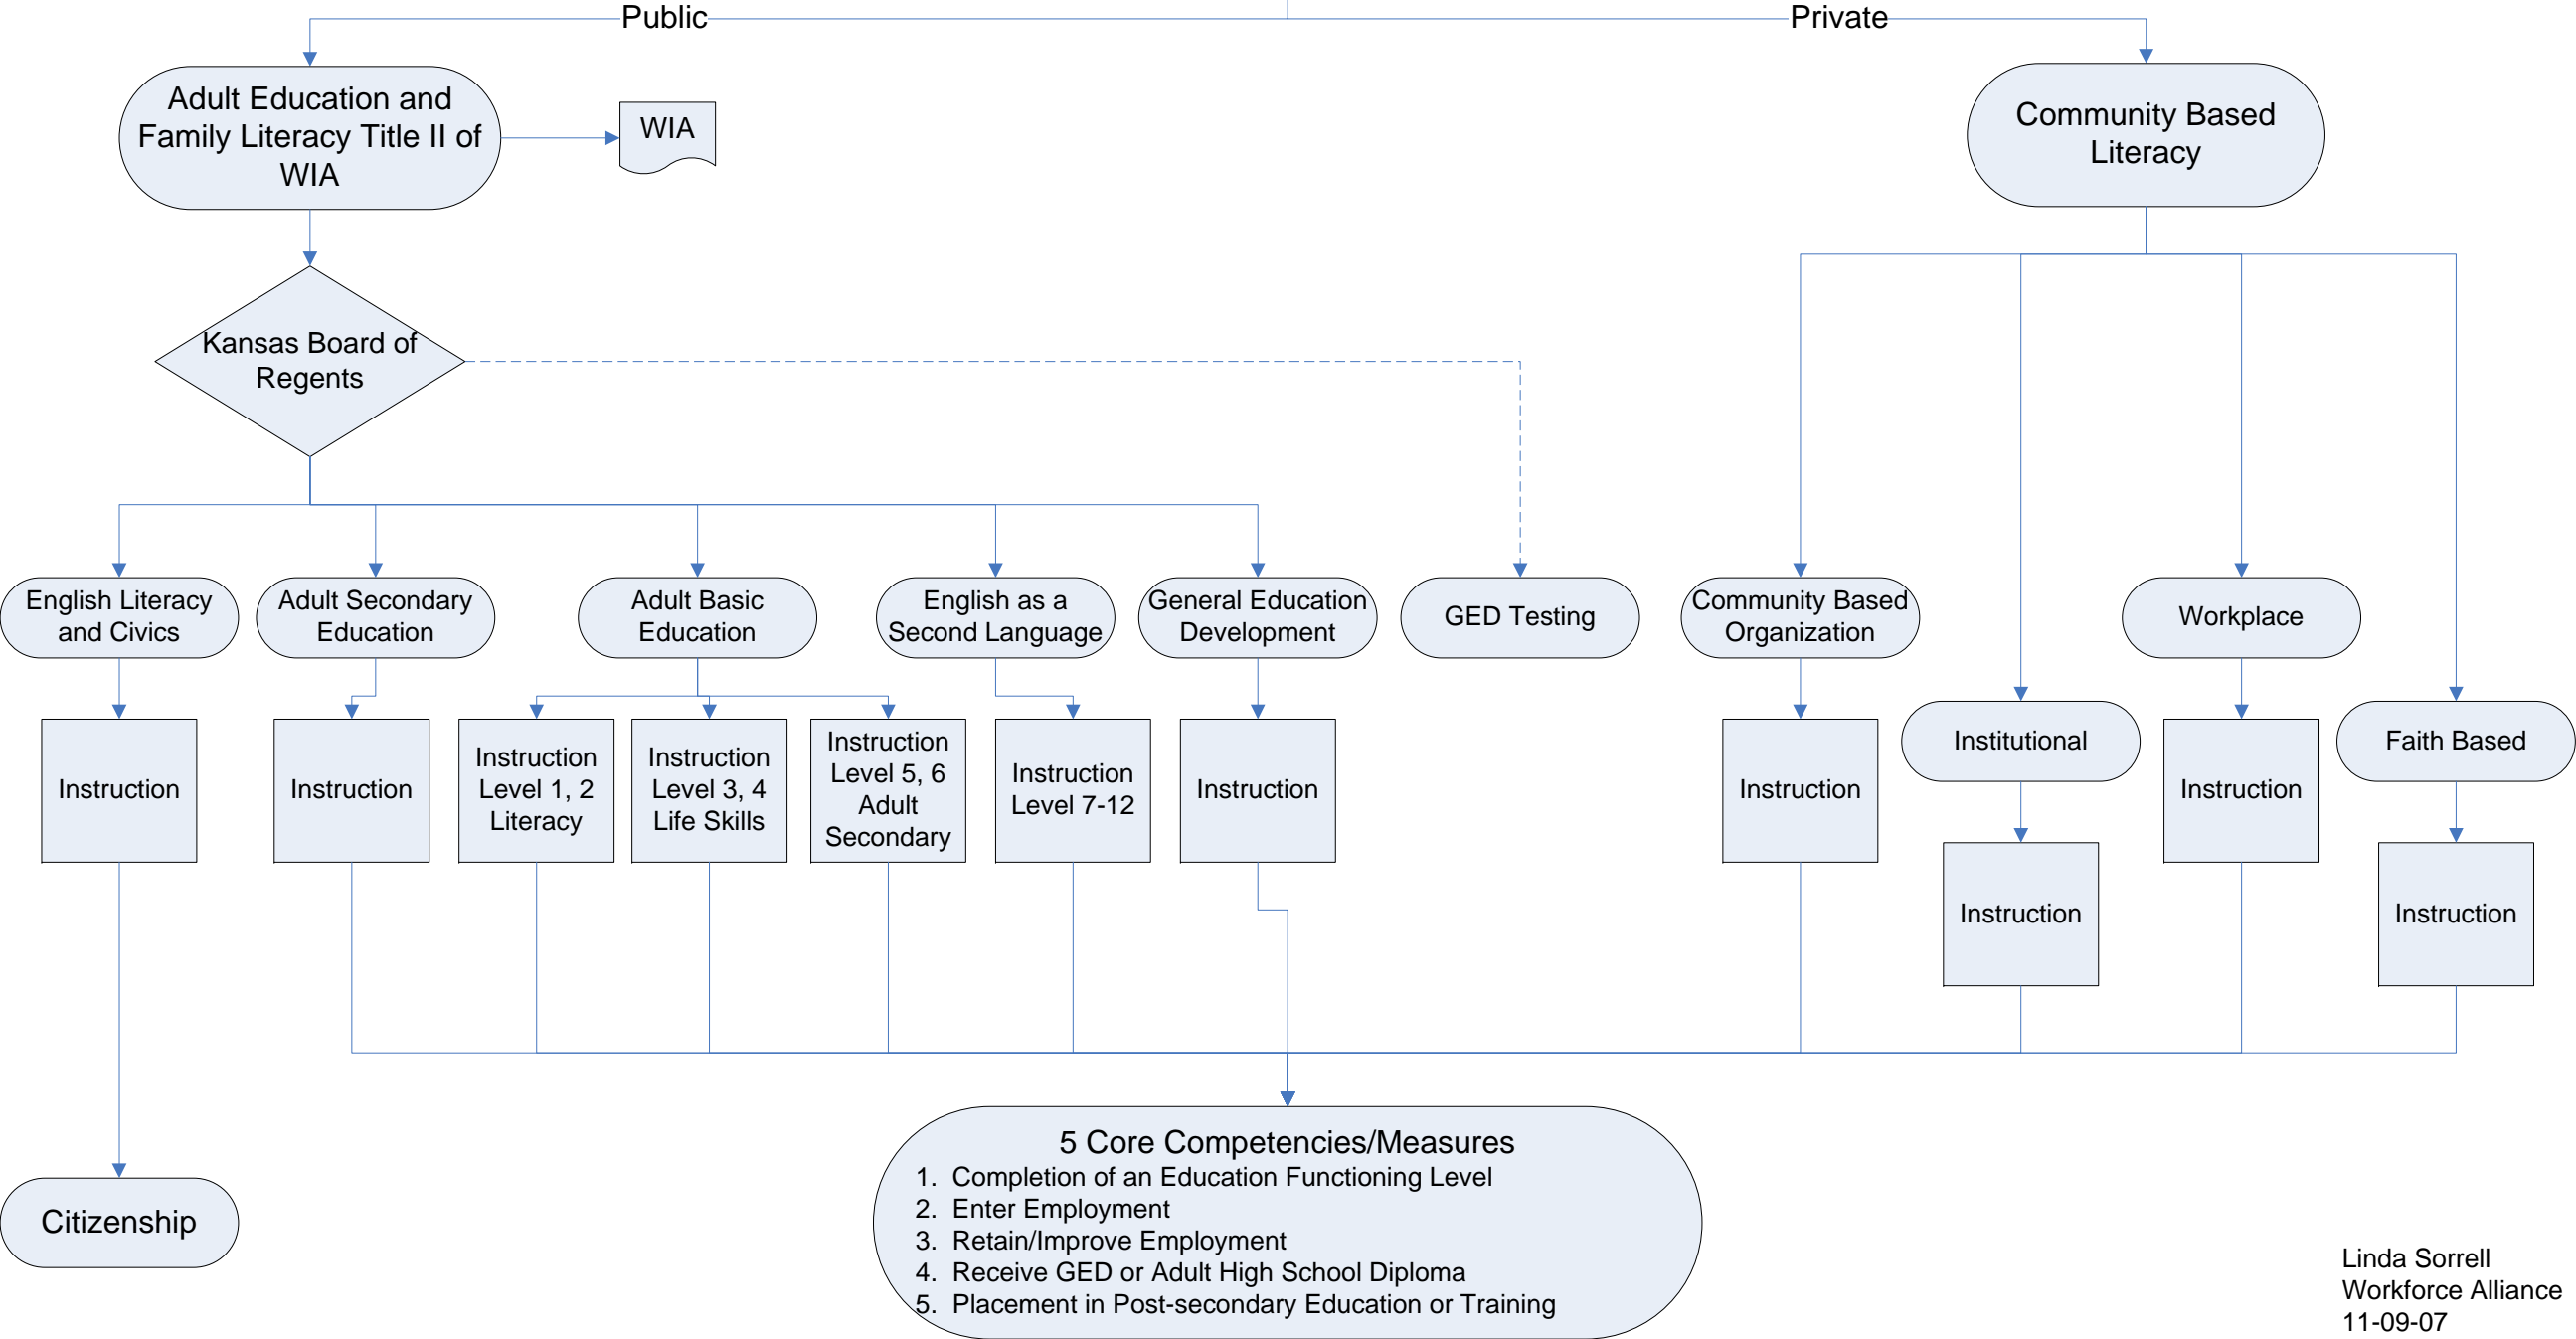 Public
Private
Adult Education and
Family Literacy Title II of
WIA
WIA
Community Based
Literacy
Kansas Board of
Regents
English Literacy
and Civics
Adult Secondary
Education
Adult Basic
Education
English as a
Second Language
General Education
Development
GED Testing
Community Based
Organization
Workplace
Institutional
Faith Based
Instruction
Instruction
Instruction
Level 1, 2
Literacy
Instruction
Level 3, 4
Life Skills
Instruction
Level 5, 6
Adult
Secondary
Instruction
Level 7-12
Instruction
Instruction
Instruction
Instruction
Instruction
5 Core Competencies/Measures
1. Completion of an Education Functioning Level
2. Enter Employment
3. Retain/Improve Employment
4. Receive GED or Adult High School Diploma
5. Placement in Post-secondary Education or Training
Citizenship
Linda Sorrell
Workforce Alliance
11-09-07